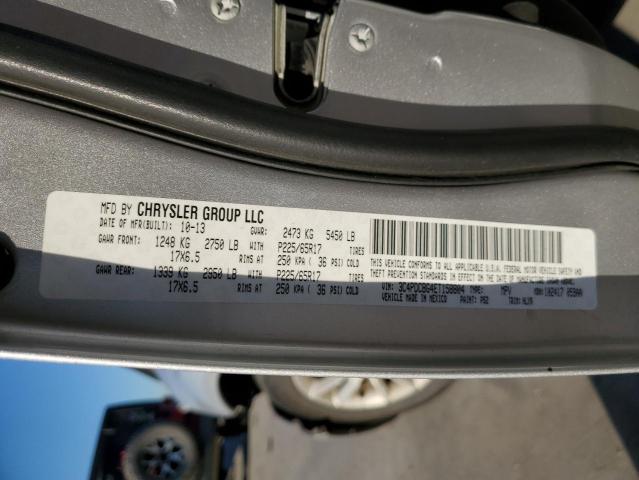 MFD BY CHRYSLER GROUP LLC
DATE OF MFR(BUILT): 10-13 GVWR: 2473 KG 5450 LB
GAWR FRONT: 1248 KG 2750 LB WITH P225/65R17 TIRES
17X6.5 RIMS AT 250 KPA ( 36 PSI) COLD
GAWR REAR: 1339 KG 2950 LB WITH P225/65R17 TIRES
17X6.5 RIMS AT 250 KPA ( 36 PSI) COLD
THIS VEHICLE CONFORMS TO ALL APPLICABLE U.S.A. FEDERAL MOTOR VEHICLE SAFETY AND
THEFT PREVENTION STANDARDS IN EFFECT ON THE DATE OF MANUFACTURE SHOWN ABOVE.
VIN: 3C4PDCBG4ET158804 TYPE: MPV
VEHICLE MADE IN MEXICO PAINT: PS2 TRIM: